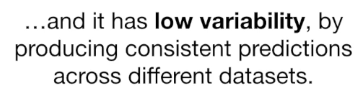 …and it has low variability, by
producing consistent predictions
across different datasets.